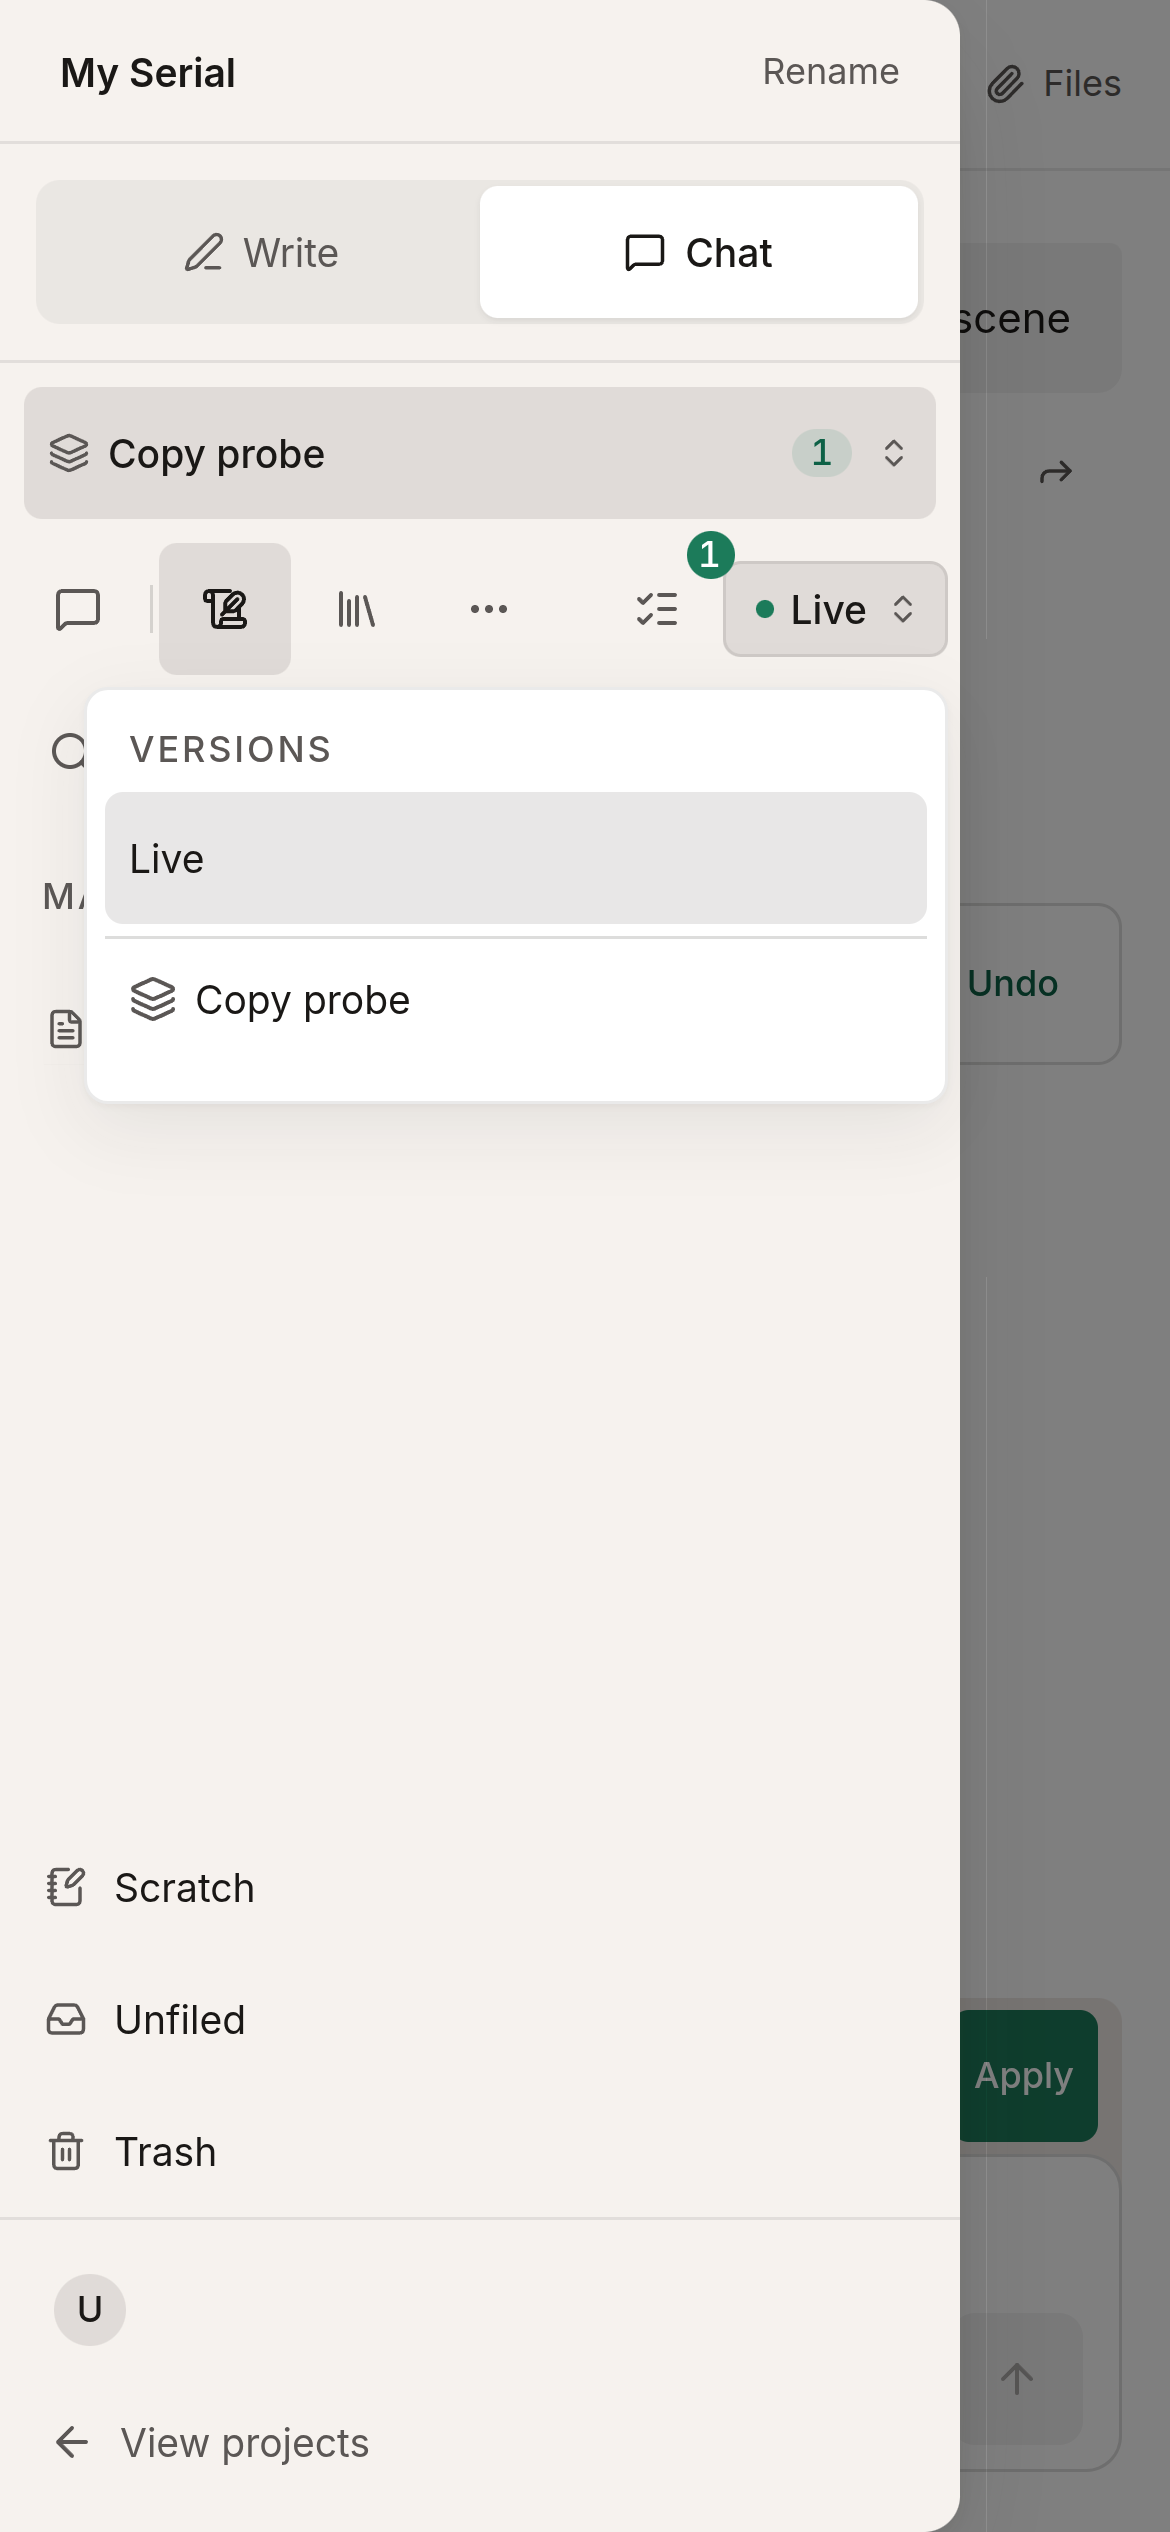 My Serial
Rename
Files
Write
Chat
scene
Copy probe
1
1
Live
VERSIONS
Live
Copy probe
Undo
Scratch
Unfiled
Apply
Trash
U
View projects